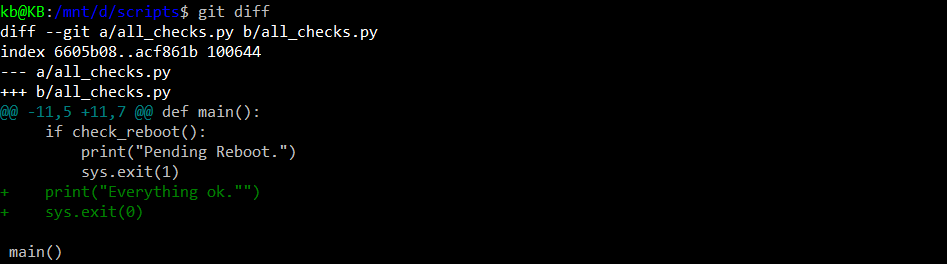 kb@KB:/mnt/d/scripts$ git diff
diff --git a/all_checks.py b/all_checks.py
index 6605b08..acf861b 100644
--- a/all_checks.py
+++ b/all_checks.py
@@ -11,5 +11,7 @@ def main():
     if check_reboot():
         print("Pending Reboot.")
         sys.exit(1)
+    print("Everything ok."")
+    sys.exit(0)

 main()